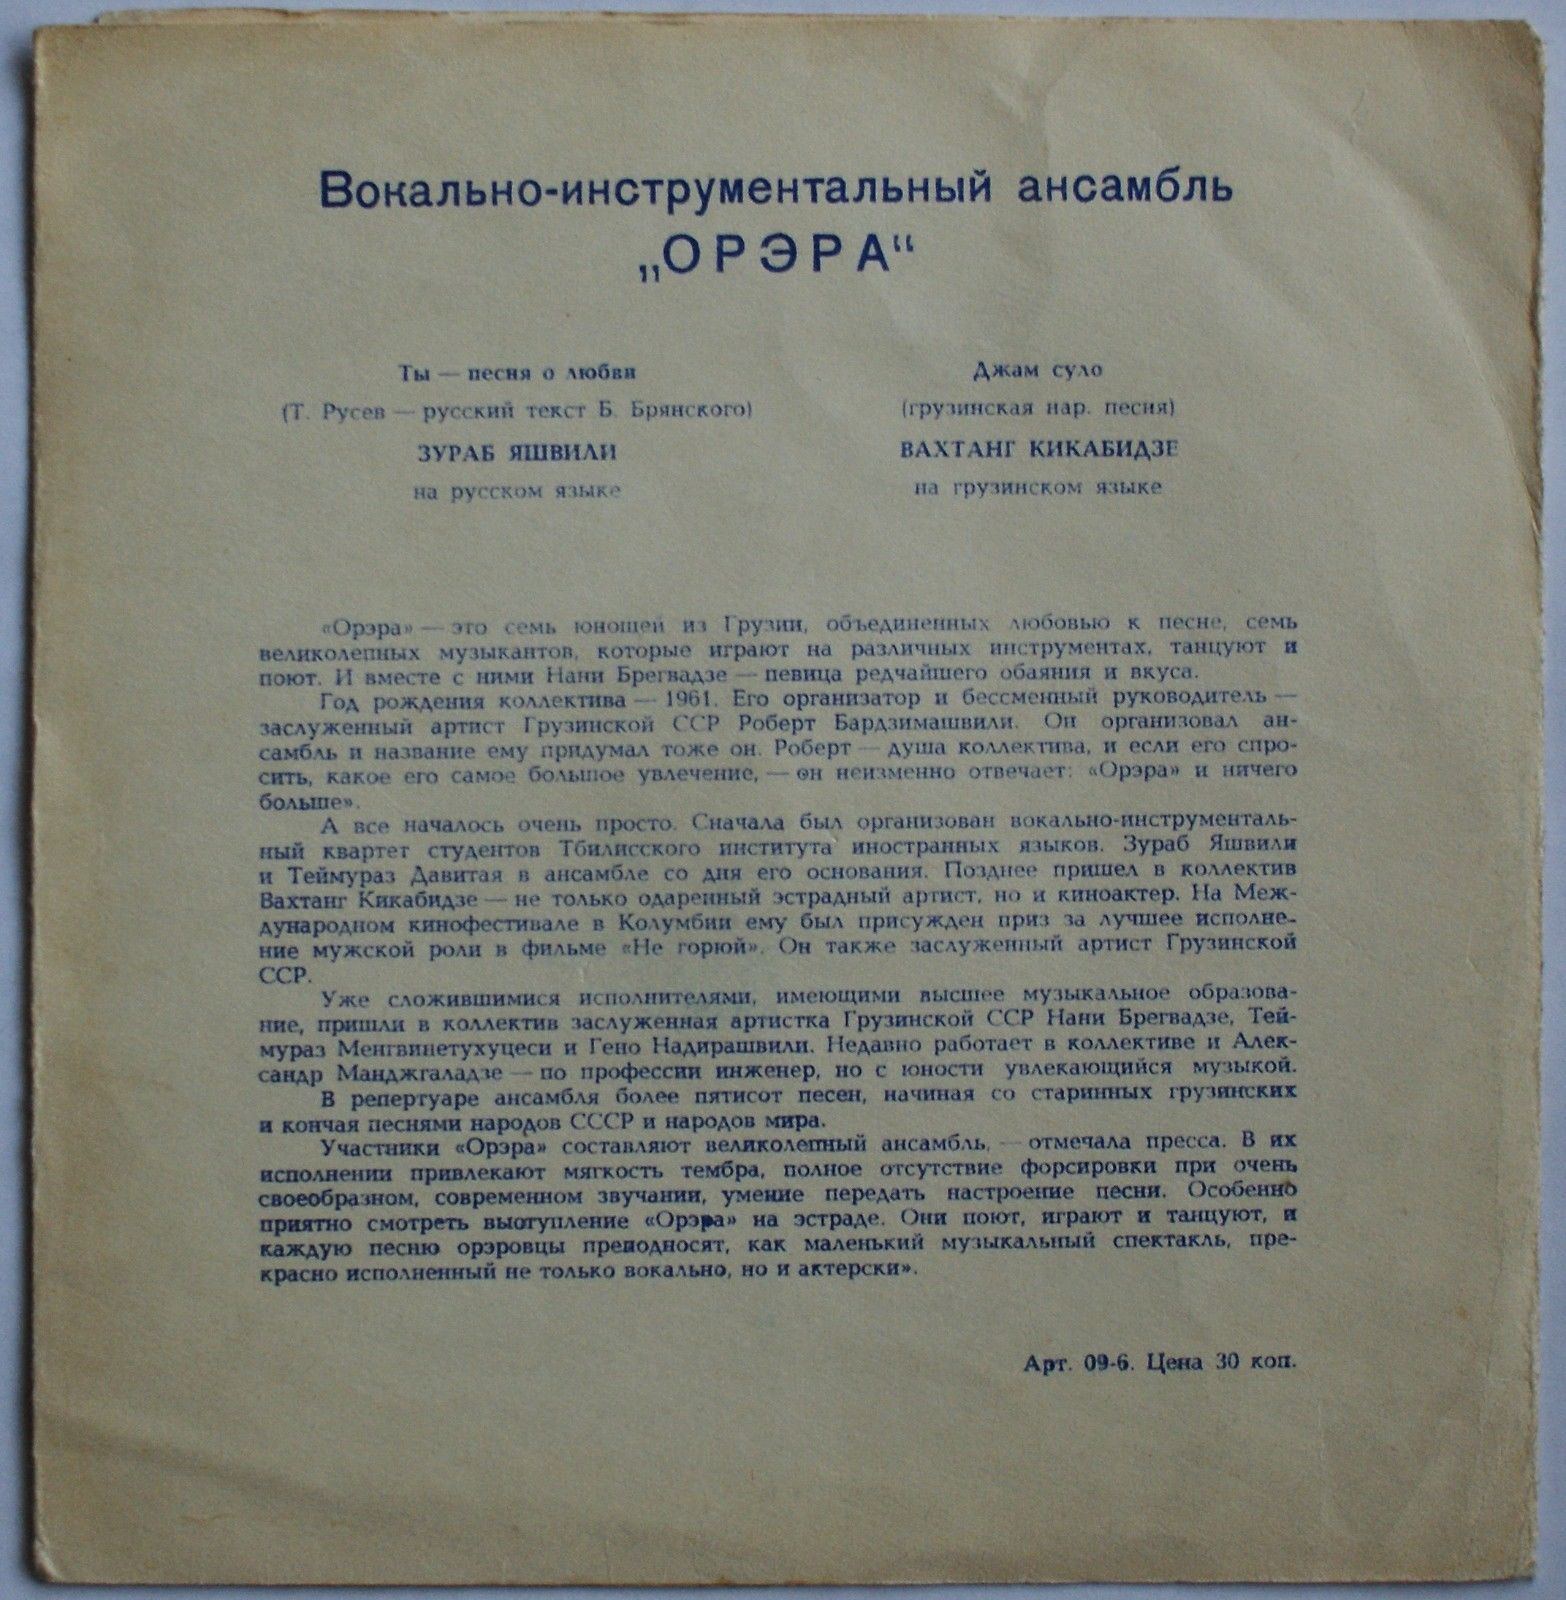 Вокально-инструментальный ансамбль
„ОРЭРА“
Ты — песня о любви
(Т. Русев — русский текст Б. Брянского)
ЗУРАБ ЯШВИЛИ
на русском языке
Джам суло
(грузинская нар. песня)
ВАХТАНГ КИКАБИДЗЕ
на грузинском языке
«Орэра» — это семь юношей из Грузии, объединенных любовью к песне, семь
великолепных музыкантов, которые играют на различных инструментах, танцуют и
поют. И вместе с ними Нани Брегвадзе — певица редчайшего обаяния и вкуса.
Год рождения коллектива — 1961. Его организатор и бессменный руководитель —
заслуженный артист Грузинской ССР Роберт Бардзимашвили. Он организовал ан-
самбль и название ему придумал тоже он. Роберт — душа коллектива, и если его спро-
сить, какое его самое большое увлечение, — он неизменно отвечает: «Орэра» и ничего
больше».
А все началось очень просто. Сначала был организован вокально-инструменталь-
ный квартет студентов Тбилисского института иностранных языков. Зураб Яшвили
и Теймураз Давитая в ансамбле со дня его основания. Позднее пришел в коллектив
Вахтанг Кикабидзе — не только одаренный эстрадный артист, но и киноактер. На Меж-
дународном кинофестивале в Колумбии ему был присужден приз за лучшее исполне-
ние мужской роли в фильме «Не горюй». Он также заслуженный артист Грузинской
ССР.
Уже сложившимися исполнителями, имеющими высшее музыкальное образова-
ние, пришли в коллектив заслуженная артистка Грузинской ССР Нани Брегвадзе, Тей-
мураз Менгвинетухуцеси и Гено Надирашвили. Недавно работает в коллективе и Алек-
сандр Манджгаладзе — по профессии инженер, но с юности увлекающийся музыкой.
В репертуаре ансамбля более пятисот песен, начиная со старинных грузинских
и кончая песнями народов СССР и народов мира.
Участники «Орэра» составляют великолепный ансамбль, — отмечала пресса. В их
исполнении привлекают мягкость тембра, полное отсутствие форсировки при очень
своеобразном, современном звучании, умение передать настроение песни. Особенно
приятно смотреть выотупление «Орэра» на эстраде. Они поют, играют и танцуют, и
каждую песню орэровцы преподносят, как маленький музыкальный спектакль, пре-
красно исполненный не только вокально, но и актерски».
Арт. 09-6. Цена 30 коп.